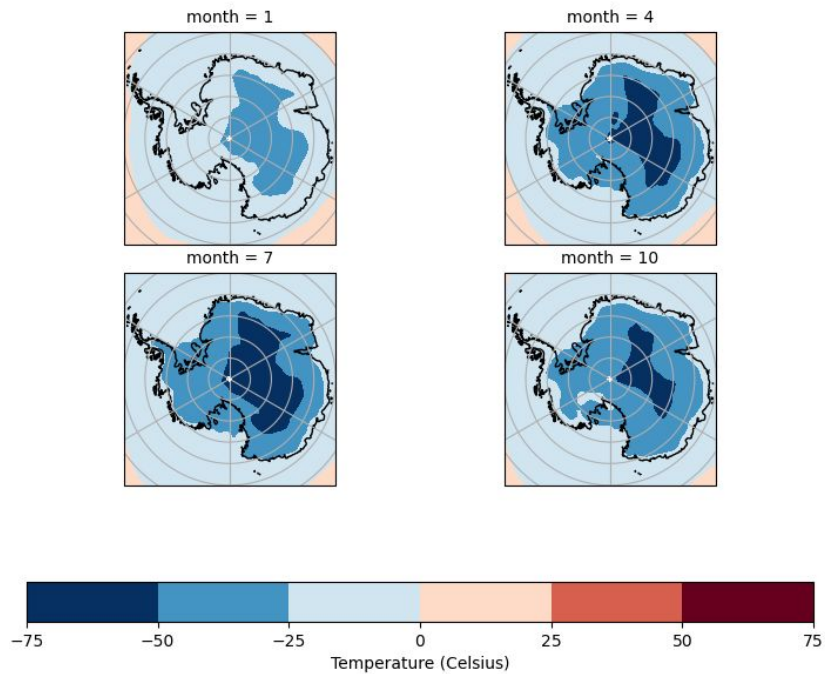 month = 1
month = 4
month = 7
month = 10
−75
−50
−25
0
25
50
75
Temperature (Celsius)